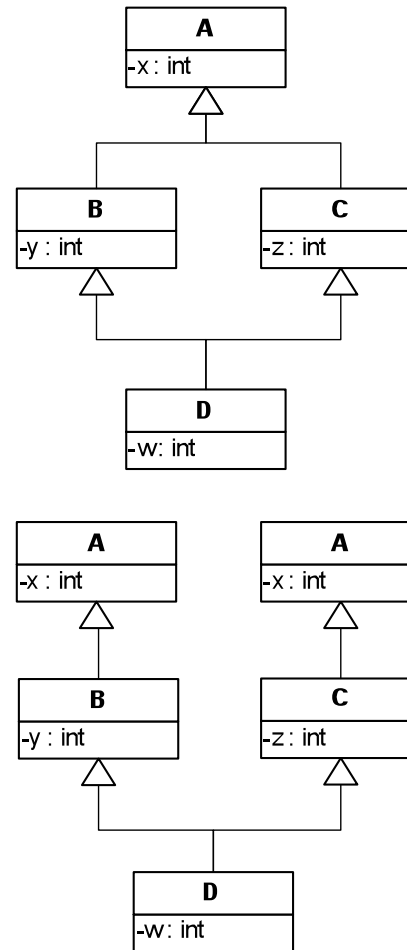 A
-x : int
B
-y : int
C
-z : int
D
-w: int
A
-x : int
A
-x : int
B
-y : int
C
-z : int
D
-w: int